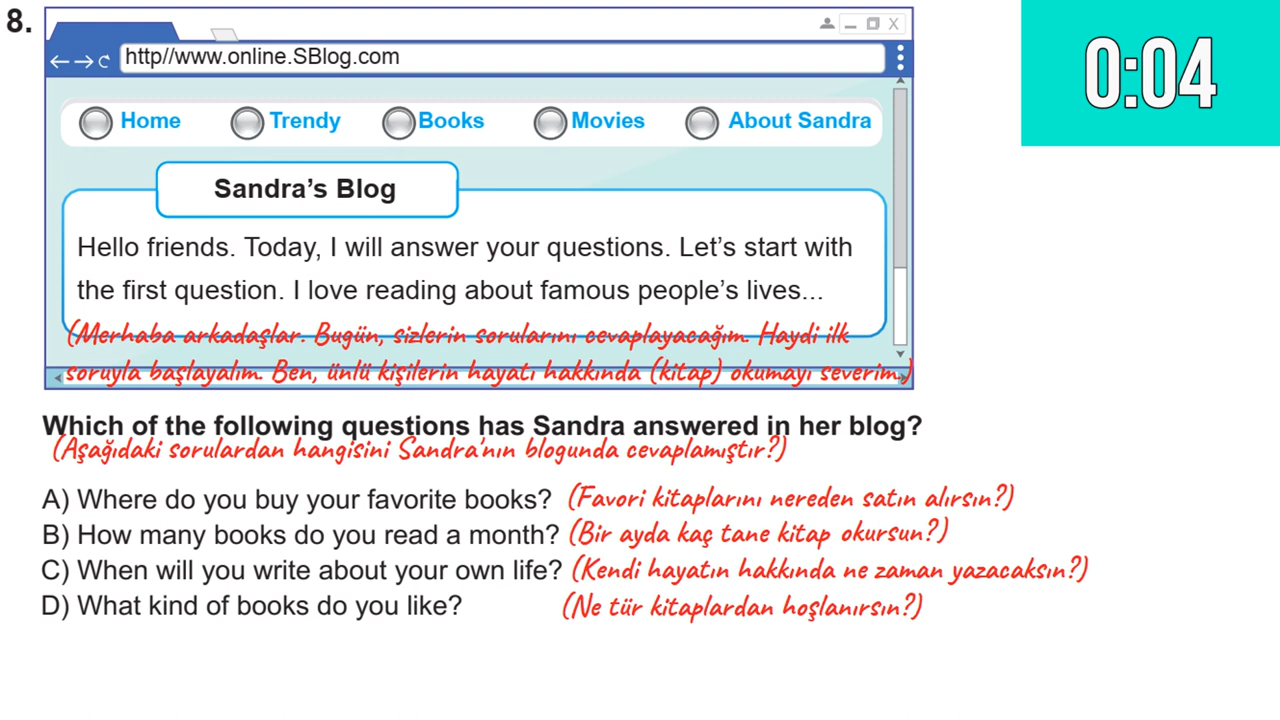 8.
http//www.online.SBlog.com
0:04
Home Trendy Books Movies About Sandra
Sandra's Blog
Hello friends. Today, I will answer your questions. Let's start with
the first question. I love reading about famous people's lives...
(Merhaba arkadaşlar. Bugün, sizlerin sorularını cevaplayacağım. Haydi ilk
soruyla başlayalım. Ben, ünlü kişilerin hayatı hakkında (kitap) okumayı severim.)
Which of the following questions has Sandra answered in her blog?
(Aşağıdaki sorulardan hangisini Sandra'nın blogunda cevaplamıştır?)
A) Where do you buy your favorite books? (Favori kitaplarını nereden satın alırsın?)
B) How many books do you read a month? (Bir ayda kaç tane kitap okursun?)
C) When will you write about your own life? (Kendi hayatın hakkında ne zaman yazacaksın?)
D) What kind of books do you like? (Ne tür kitaplardan hoşlanırsın?)